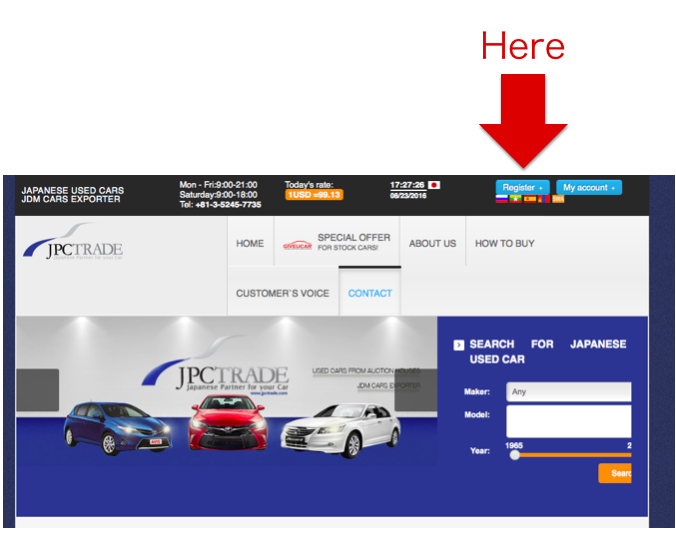 Here
JAPANESE USED CARS
JDM CARS EXPORTER
Mon - Fri:9:00-21:00
Saturday:9:00-18:00
Tel: +81-3-5245-7735
Today's rate:
1USD =99.13
17:27:26
08/23/2016
Register +
My account +
JPCTRADE
Japanese Partner for your Car
HOME
GIVEUCAR
SPECIAL OFFER
FOR STOCK CARS!
ABOUT US
HOW TO BUY
CUSTOMER'S VOICE
CONTACT
JPCTRADE
Japanese Partner for your Car
www.jpctrade.com
USED CARS FROM AUCTION HOUSES
JDM CARS EXPORTER
SEARCH FOR JAPANESE
USED CAR
Maker:
Any
Model:
Year:
1965
2
Searc